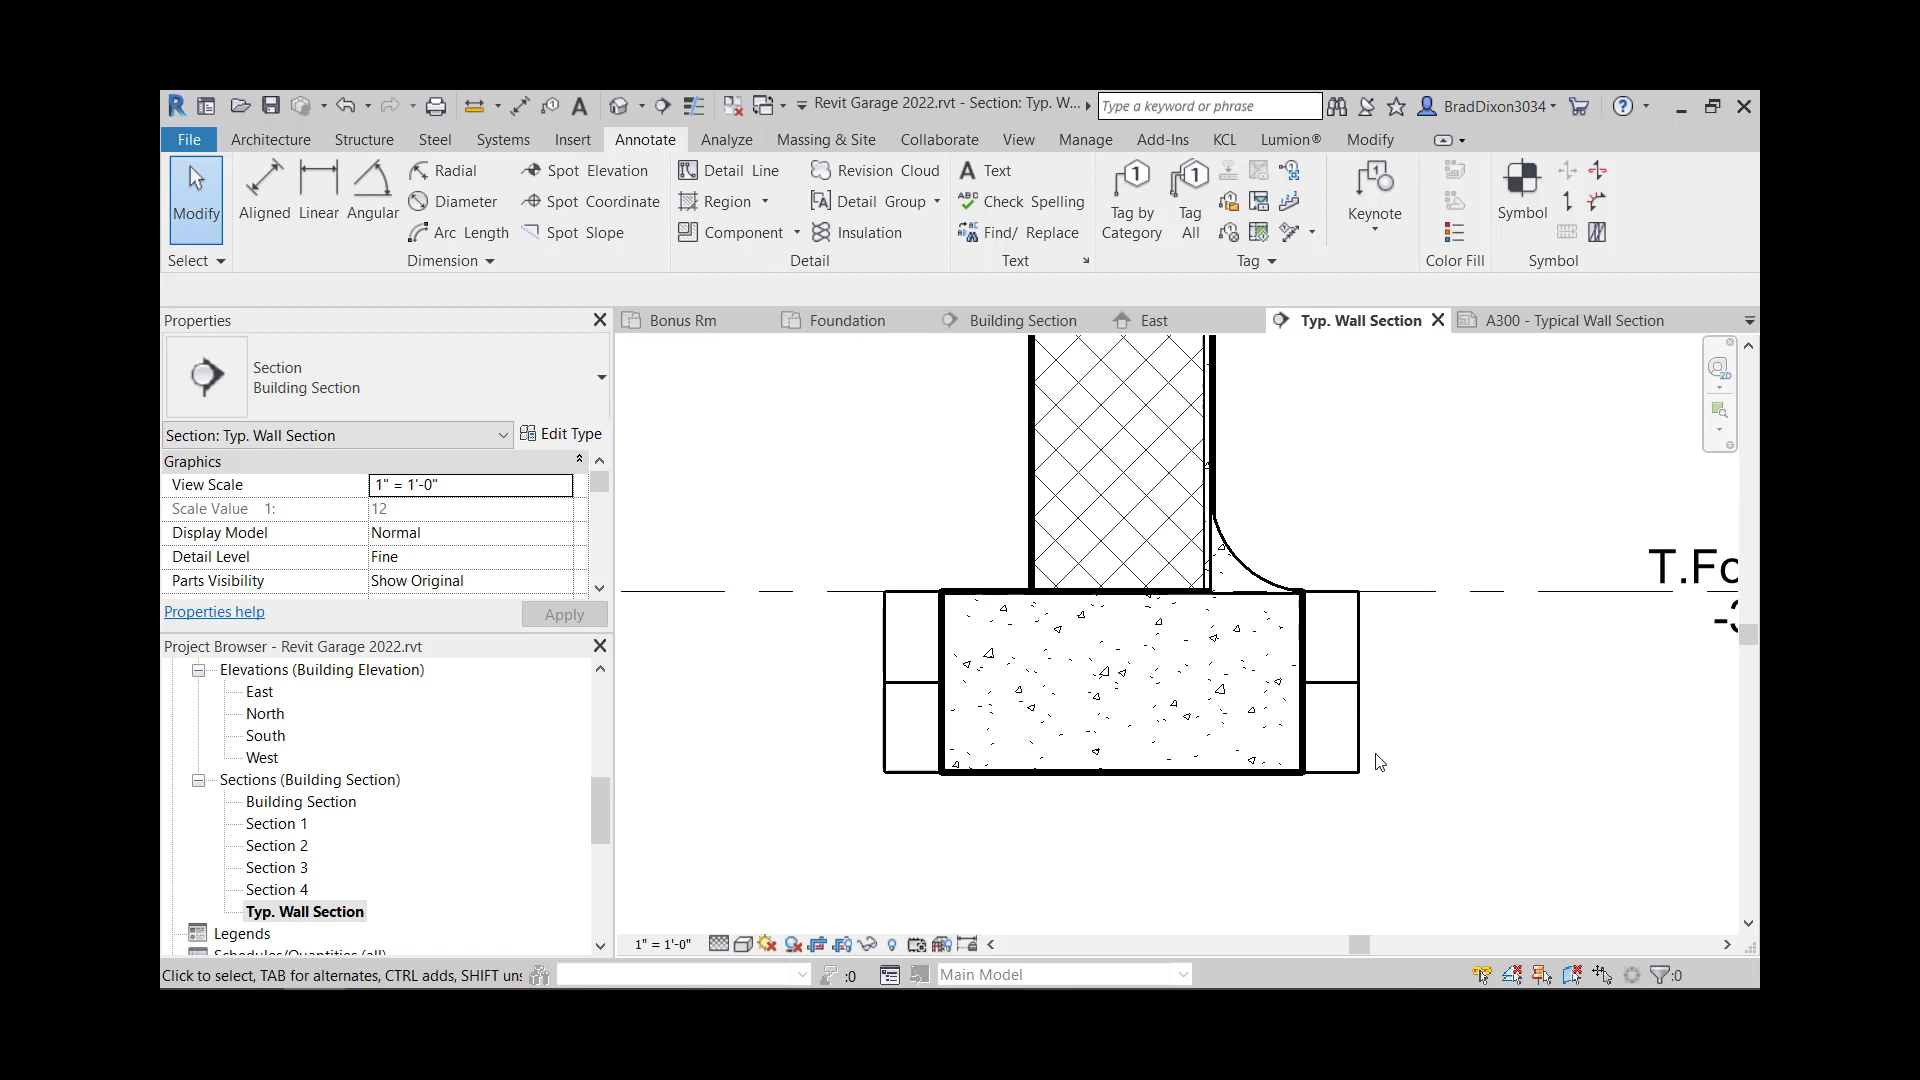 Revit Garage 2022.rvt - Section: Typ. W...
Type a keyword or phrase
BradDixon3034
File Architecture Structure Steel Systems Insert Annotate Analyze Massing & Site Collaborate View Manage Add-Ins KCL Lumion® Modify
Modify
Aligned Linear Angular
Radial
Diameter
Arc Length
Spot Elevation
Spot Coordinate
Spot Slope
Detail Line
Region
Component
Revision Cloud
Detail Group
Insulation
Text
Check Spelling
Find/ Replace
Tag by
Category
Tag
All
Keynote
Symbol
Select Dimension Detail Text Tag Color Fill Symbol
Properties
Bonus Rm Foundation Building Section East Typ. Wall Section A300 - Typical Wall Section
Section
Building Section
Section: Typ. Wall Section Edit Type
Graphics
View Scale 1" = 1'-0"
Scale Value 1: 12
Display Model Normal
Detail Level Fine
Parts Visibility Show Original
Properties help Apply
Project Browser - Revit Garage 2022.rvt
Elevations (Building Elevation)
East
North
South
West
Sections (Building Section)
Building Section
Section 1
Section 2
Section 3
Section 4
Typ. Wall Section
Legends
Schedules/Quantities (all)
T.Fo
1" = 1'-0"
Click to select, TAB for alternates, CTRL adds, SHIFT uns
:0
Main Model
:0